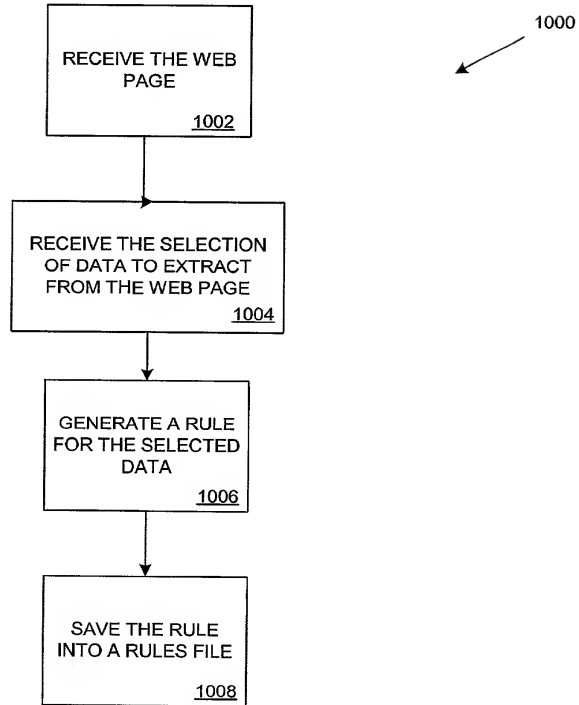 1000
RECEIVE THE WEB
PAGE
1002
RECEIVE THE SELECTION
OF DATA TO EXTRACT
FROM THE WEB PAGE
1004
GENERATE A RULE
FOR THE SELECTED
DATA
1006
SAVE THE RULE
INTO A RULES FILE
1008